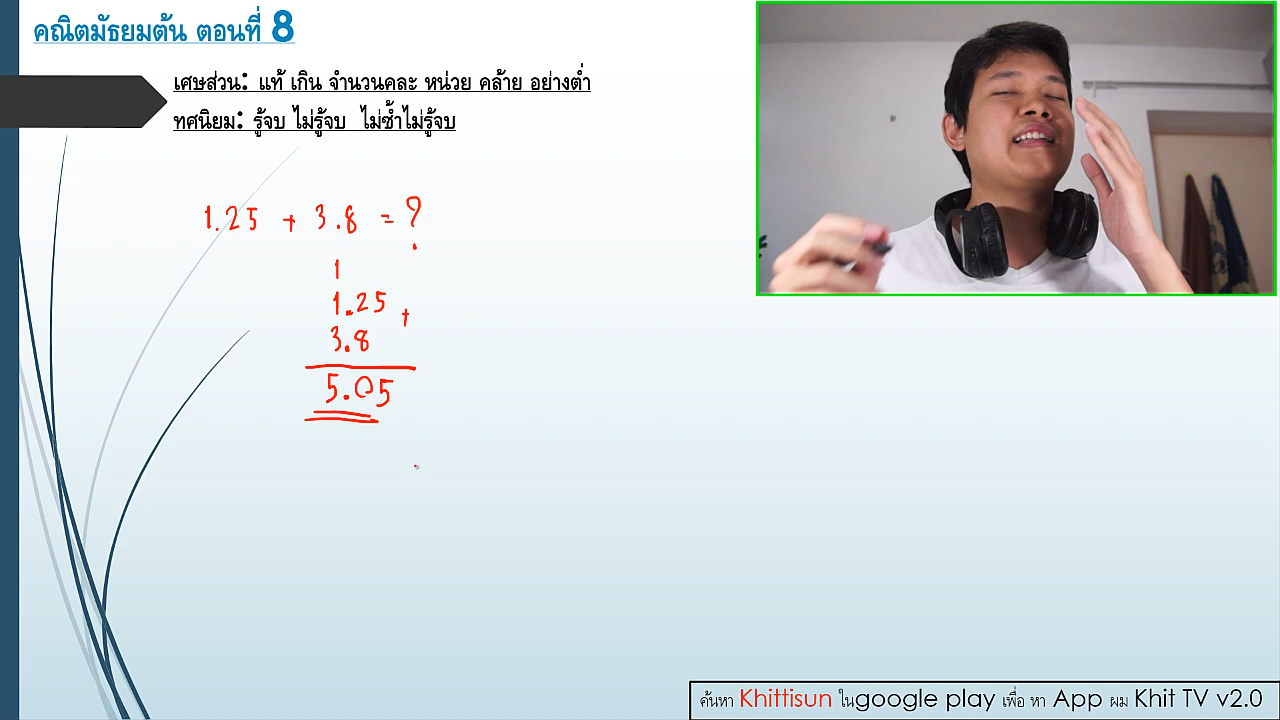 คณิตมัธยมต้น ตอนที่ 8
เศษส่วน: แท้ เกิน จำนวนคละ หน่วย คล้าย อย่างต่ำ
ทศนิยม: รู้จบ ไม่รู้จบ ไม่ซ้ำไม่รู้จบ
1.25 + 3.8 = ?
1
1.25 +
3.8
5.05
ค้นหา Khittisun ในgoogle play เพื่อ หา App ผม Khit TV v2.0